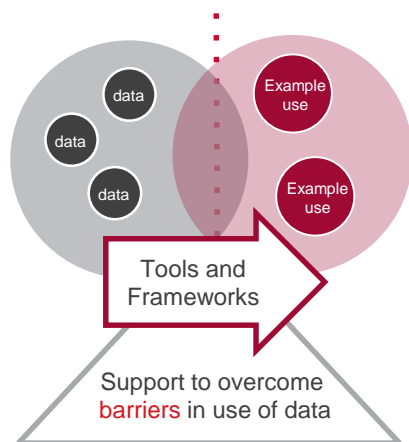 data
data
data
Example
use
Example
use
Tools and
Frameworks
Support to overcome
barriers in use of data